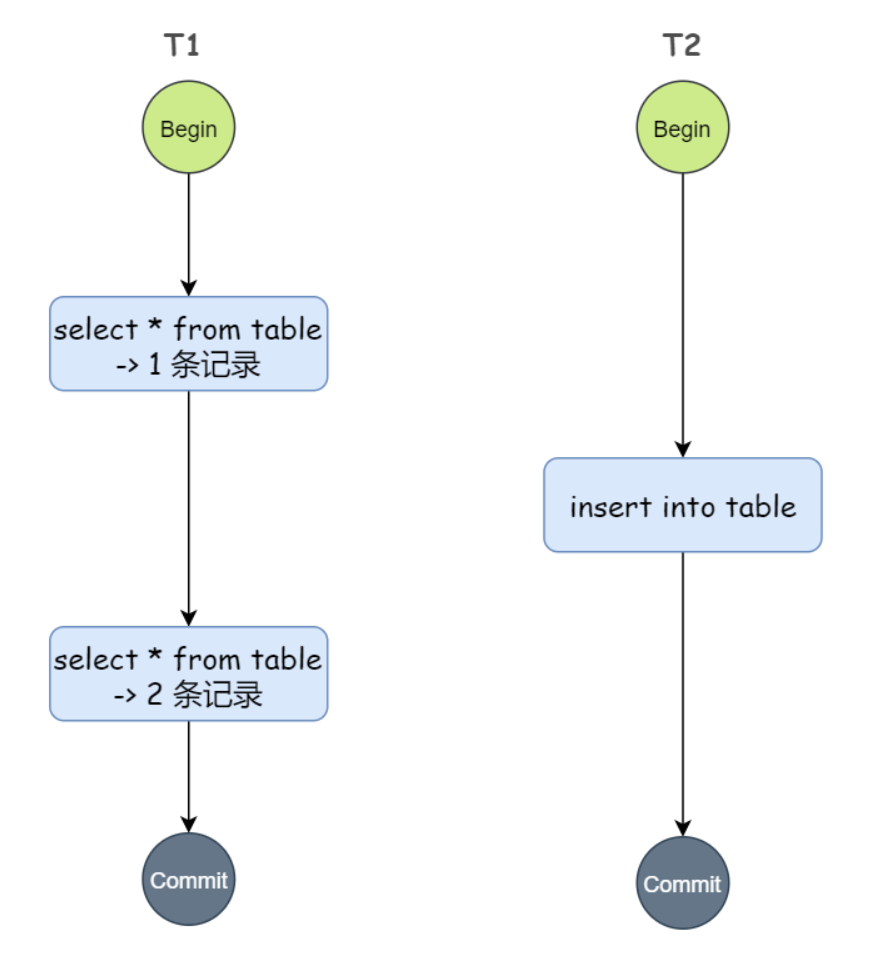 T1
T2
Begin
Begin
select * from table
-> 1 条记录
insert into table
select * from table
-> 2 条记录
Commit
Commit